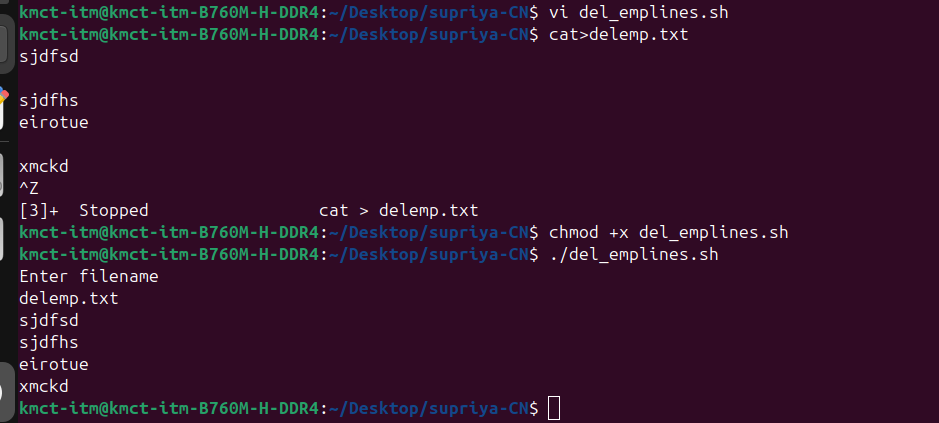 kmct-itm@kmct-itm-B760M-H-DDR4:~/Desktop/supriya-CN$ vi del_emplines.sh
kmct-itm@kmct-itm-B760M-H-DDR4:~/Desktop/supriya-CN$ cat>delemp.txt
sjdfsd
sjdfhs
eirotue
xmckd
^Z
[3]+  Stopped                 cat > delemp.txt
kmct-itm@kmct-itm-B760M-H-DDR4:~/Desktop/supriya-CN$ chmod +x del_emplines.sh
kmct-itm@kmct-itm-B760M-H-DDR4:~/Desktop/supriya-CN$ ./del_emplines.sh
Enter filename
delemp.txt
sjdfsd
sjdfhs
eirotue
xmckd
kmct-itm@kmct-itm-B760M-H-DDR4:~/Desktop/supriya-CN$